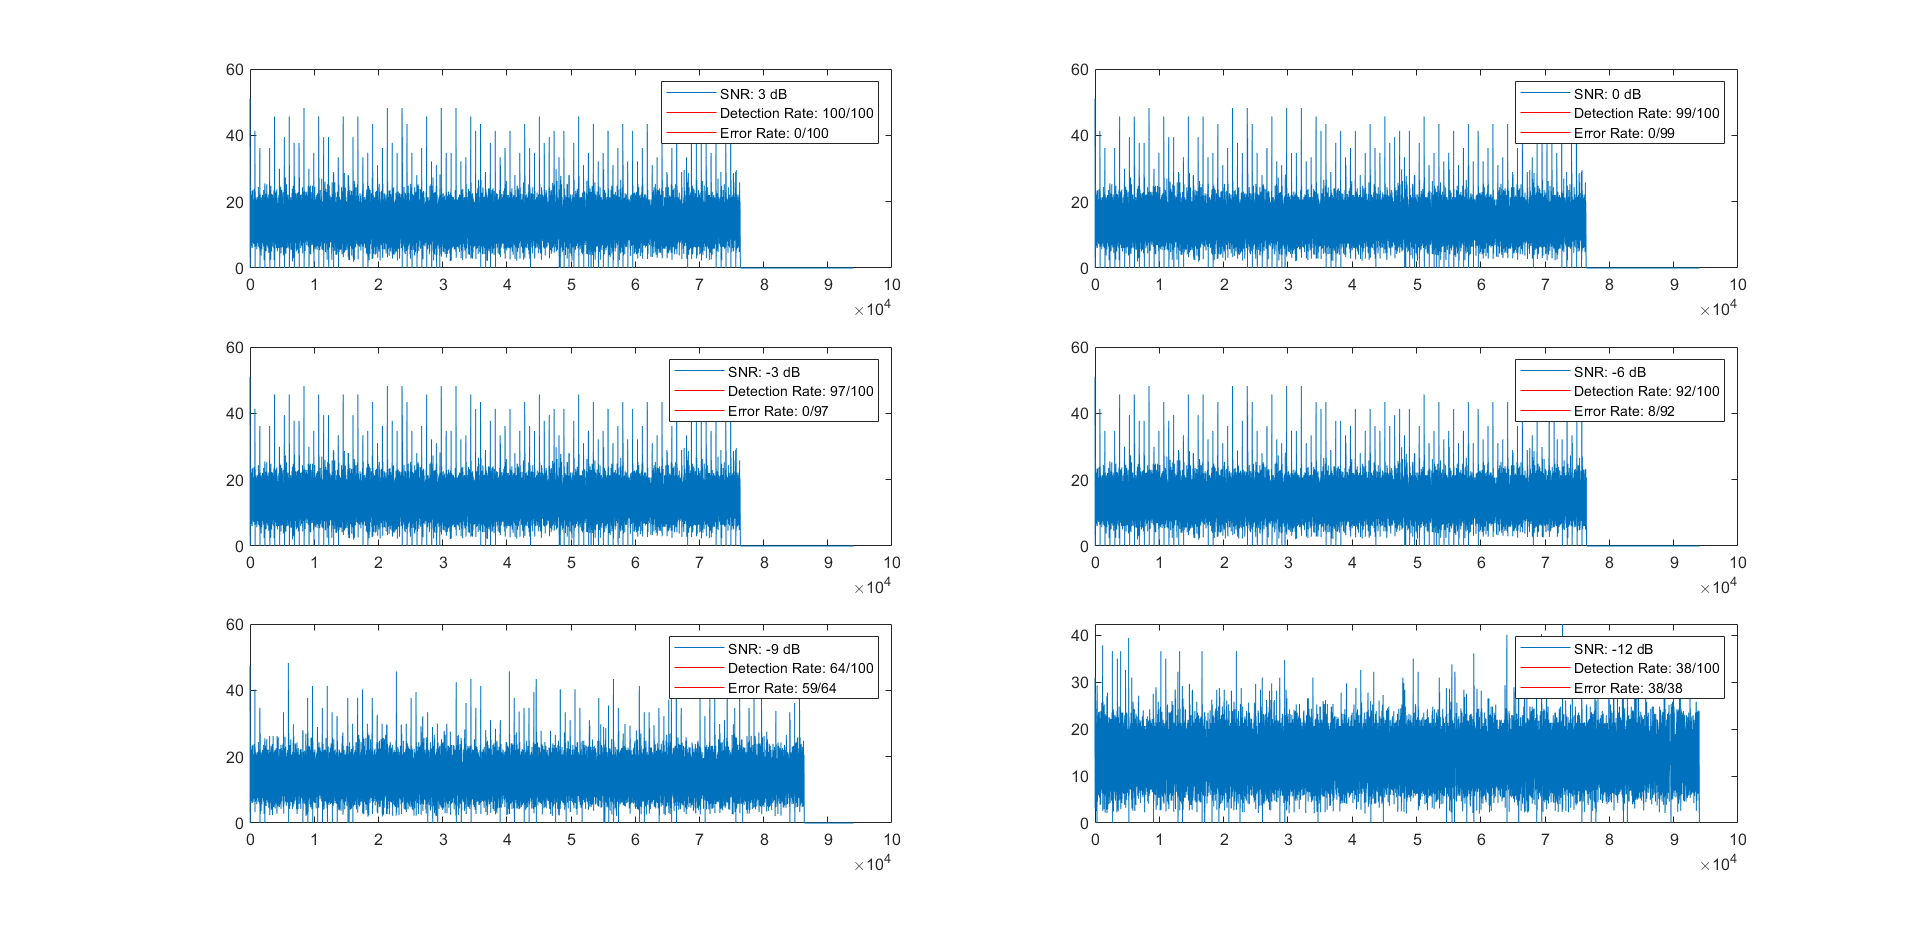 60
40
20
0
0 1 2 3 4 5 6 7 8 9 10
×10^4
SNR: 3 dB
Detection Rate: 100/100
Error Rate: 0/100
60
40
20
0
0 1 2 3 4 5 6 7 8 9 10
×10^4
SNR: 0 dB
Detection Rate: 99/100
Error Rate: 0/99
60
40
20
0
0 1 2 3 4 5 6 7 8 9 10
×10^4
SNR: -3 dB
Detection Rate: 97/100
Error Rate: 0/97
60
40
20
0
0 1 2 3 4 5 6 7 8 9 10
×10^4
SNR: -6 dB
Detection Rate: 92/100
Error Rate: 8/92
60
40
20
0
0 1 2 3 4 5 6 7 8 9 10
×10^4
SNR: -9 dB
Detection Rate: 64/100
Error Rate: 59/64
40
30
20
10
0
0 1 2 3 4 5 6 7 8 9 10
×10^4
SNR: -12 dB
Detection Rate: 38/100
Error Rate: 38/38